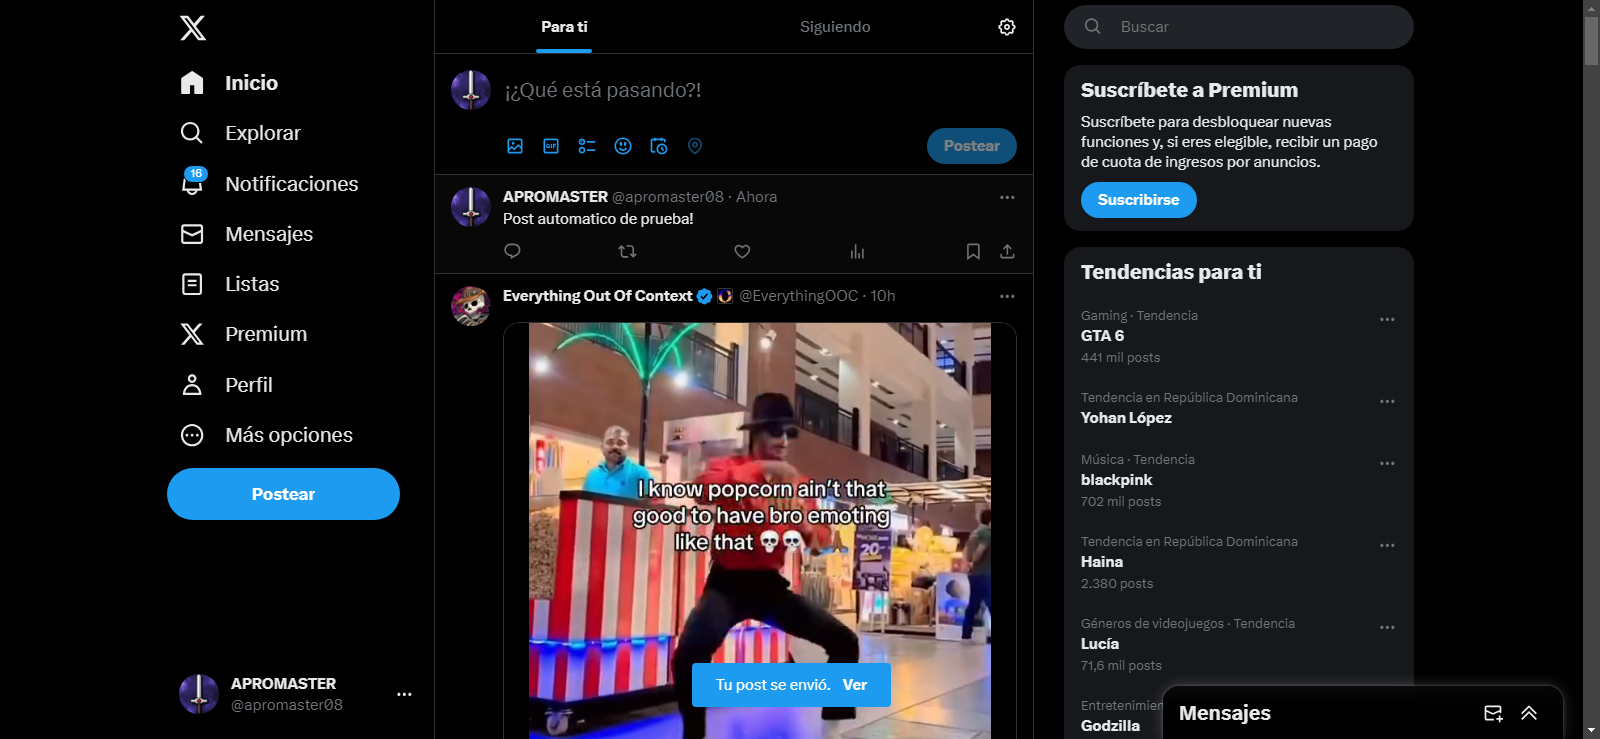 Inicio
Explorar
16
Notificaciones
Mensajes
Listas
Premium
Perfil
Más opciones
Postear
APROMASTER
@apromaster08
Para ti
Siguiendo
¡¿Qué está pasando?!
GIF
Postear
APROMASTER @apromaster08 · Ahora
Post automatico de prueba!
Everything Out Of Context @EverythingOOC · 10h
I know popcorn ain't that
good to have bro emoting
like that 💀💀
20
Tu post se envió. Ver
Buscar
Suscríbete a Premium
Suscríbete para desbloquear nuevas
funciones y, si eres elegible, recibir un pago
de cuota de ingresos por anuncios.
Suscribirse
Tendencias para ti
Gaming · Tendencia
GTA 6
441 mil posts
Tendencia en República Dominicana
Yohan López
Música · Tendencia
blackpink
702 mil posts
Tendencia en República Dominicana
Haina
2.380 posts
Géneros de videojuegos · Tendencia
Lucía
71,6 mil posts
Godzilla
Mensajes